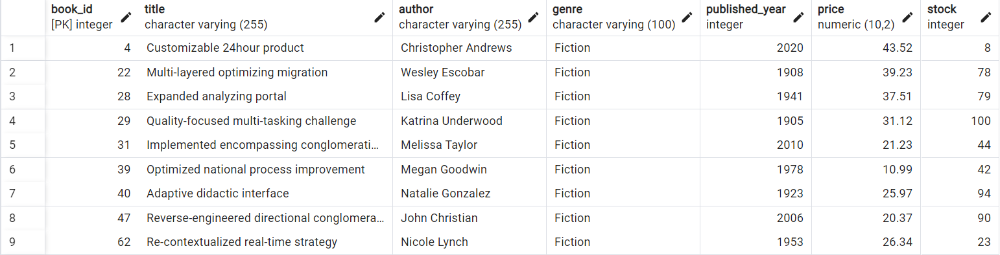 book_id title author genre published_year price stock
[PK] integer character varying (255) character varying (255) character varying (100) integer numeric (10,2) integer
1 4 Customizable 24hour product Christopher Andrews Fiction 2020 43.52 8
2 22 Multi-layered optimizing migration Wesley Escobar Fiction 1908 39.23 78
3 28 Expanded analyzing portal Lisa Coffey Fiction 1941 37.51 79
4 29 Quality-focused multi-tasking challenge Katrina Underwood Fiction 1905 31.12 100
5 31 Implemented encompassing conglomerati… Melissa Taylor Fiction 2010 21.23 44
6 39 Optimized national process improvement Megan Goodwin Fiction 1978 10.99 42
7 40 Adaptive didactic interface Natalie Gonzalez Fiction 1923 25.97 94
8 47 Reverse-engineered directional conglomera… John Christian Fiction 2006 20.37 90
9 62 Re-contextualized real-time strategy Nicole Lynch Fiction 1953 26.34 23